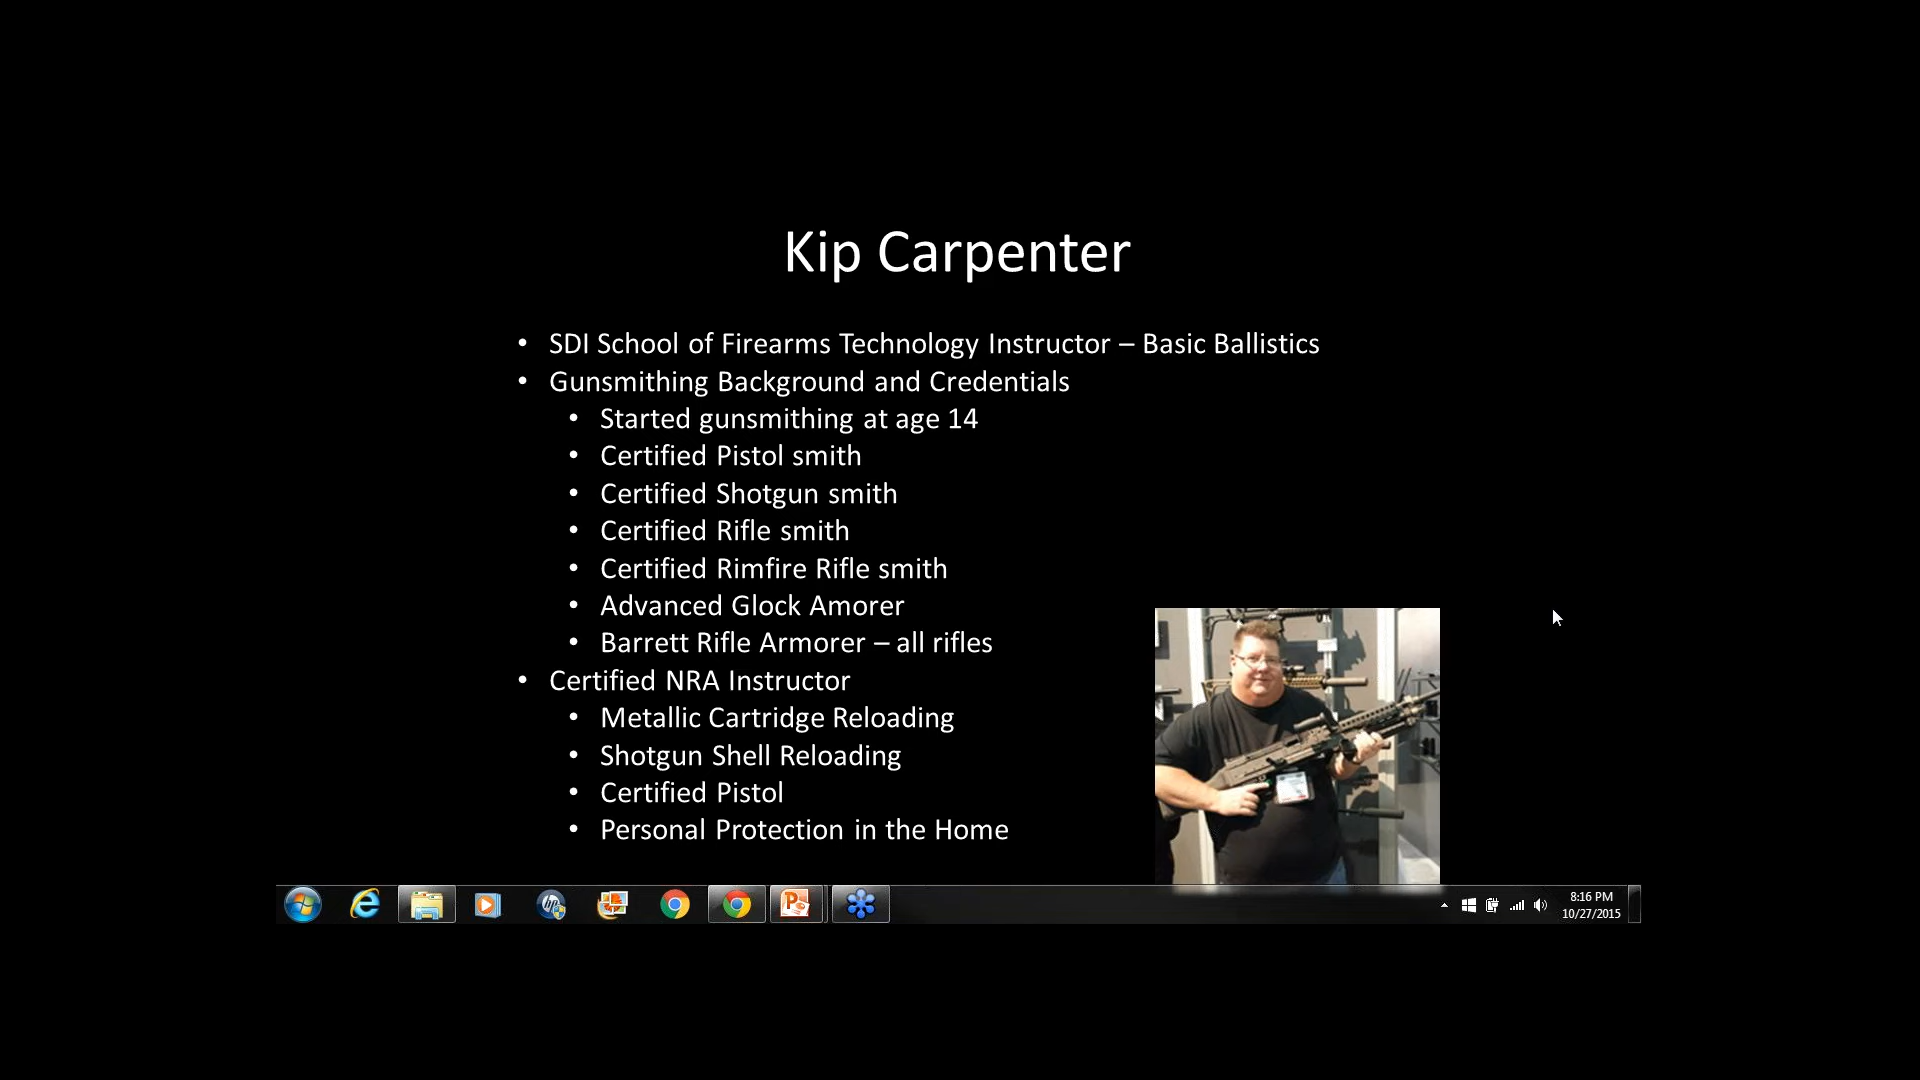 Kip Carpenter
• SDI School of Firearms Technology Instructor – Basic Ballistics
• Gunsmithing Background and Credentials
• Started gunsmithing at age 14
• Certified Pistol smith
• Certified Shotgun smith
• Certified Rifle smith
• Certified Rimfire Rifle smith
• Advanced Glock Amorer
• Barrett Rifle Armorer – all rifles
• Certified NRA Instructor
• Metallic Cartridge Reloading
• Shotgun Shell Reloading
• Certified Pistol
• Personal Protection in the Home
8:16 PM
10/27/2015